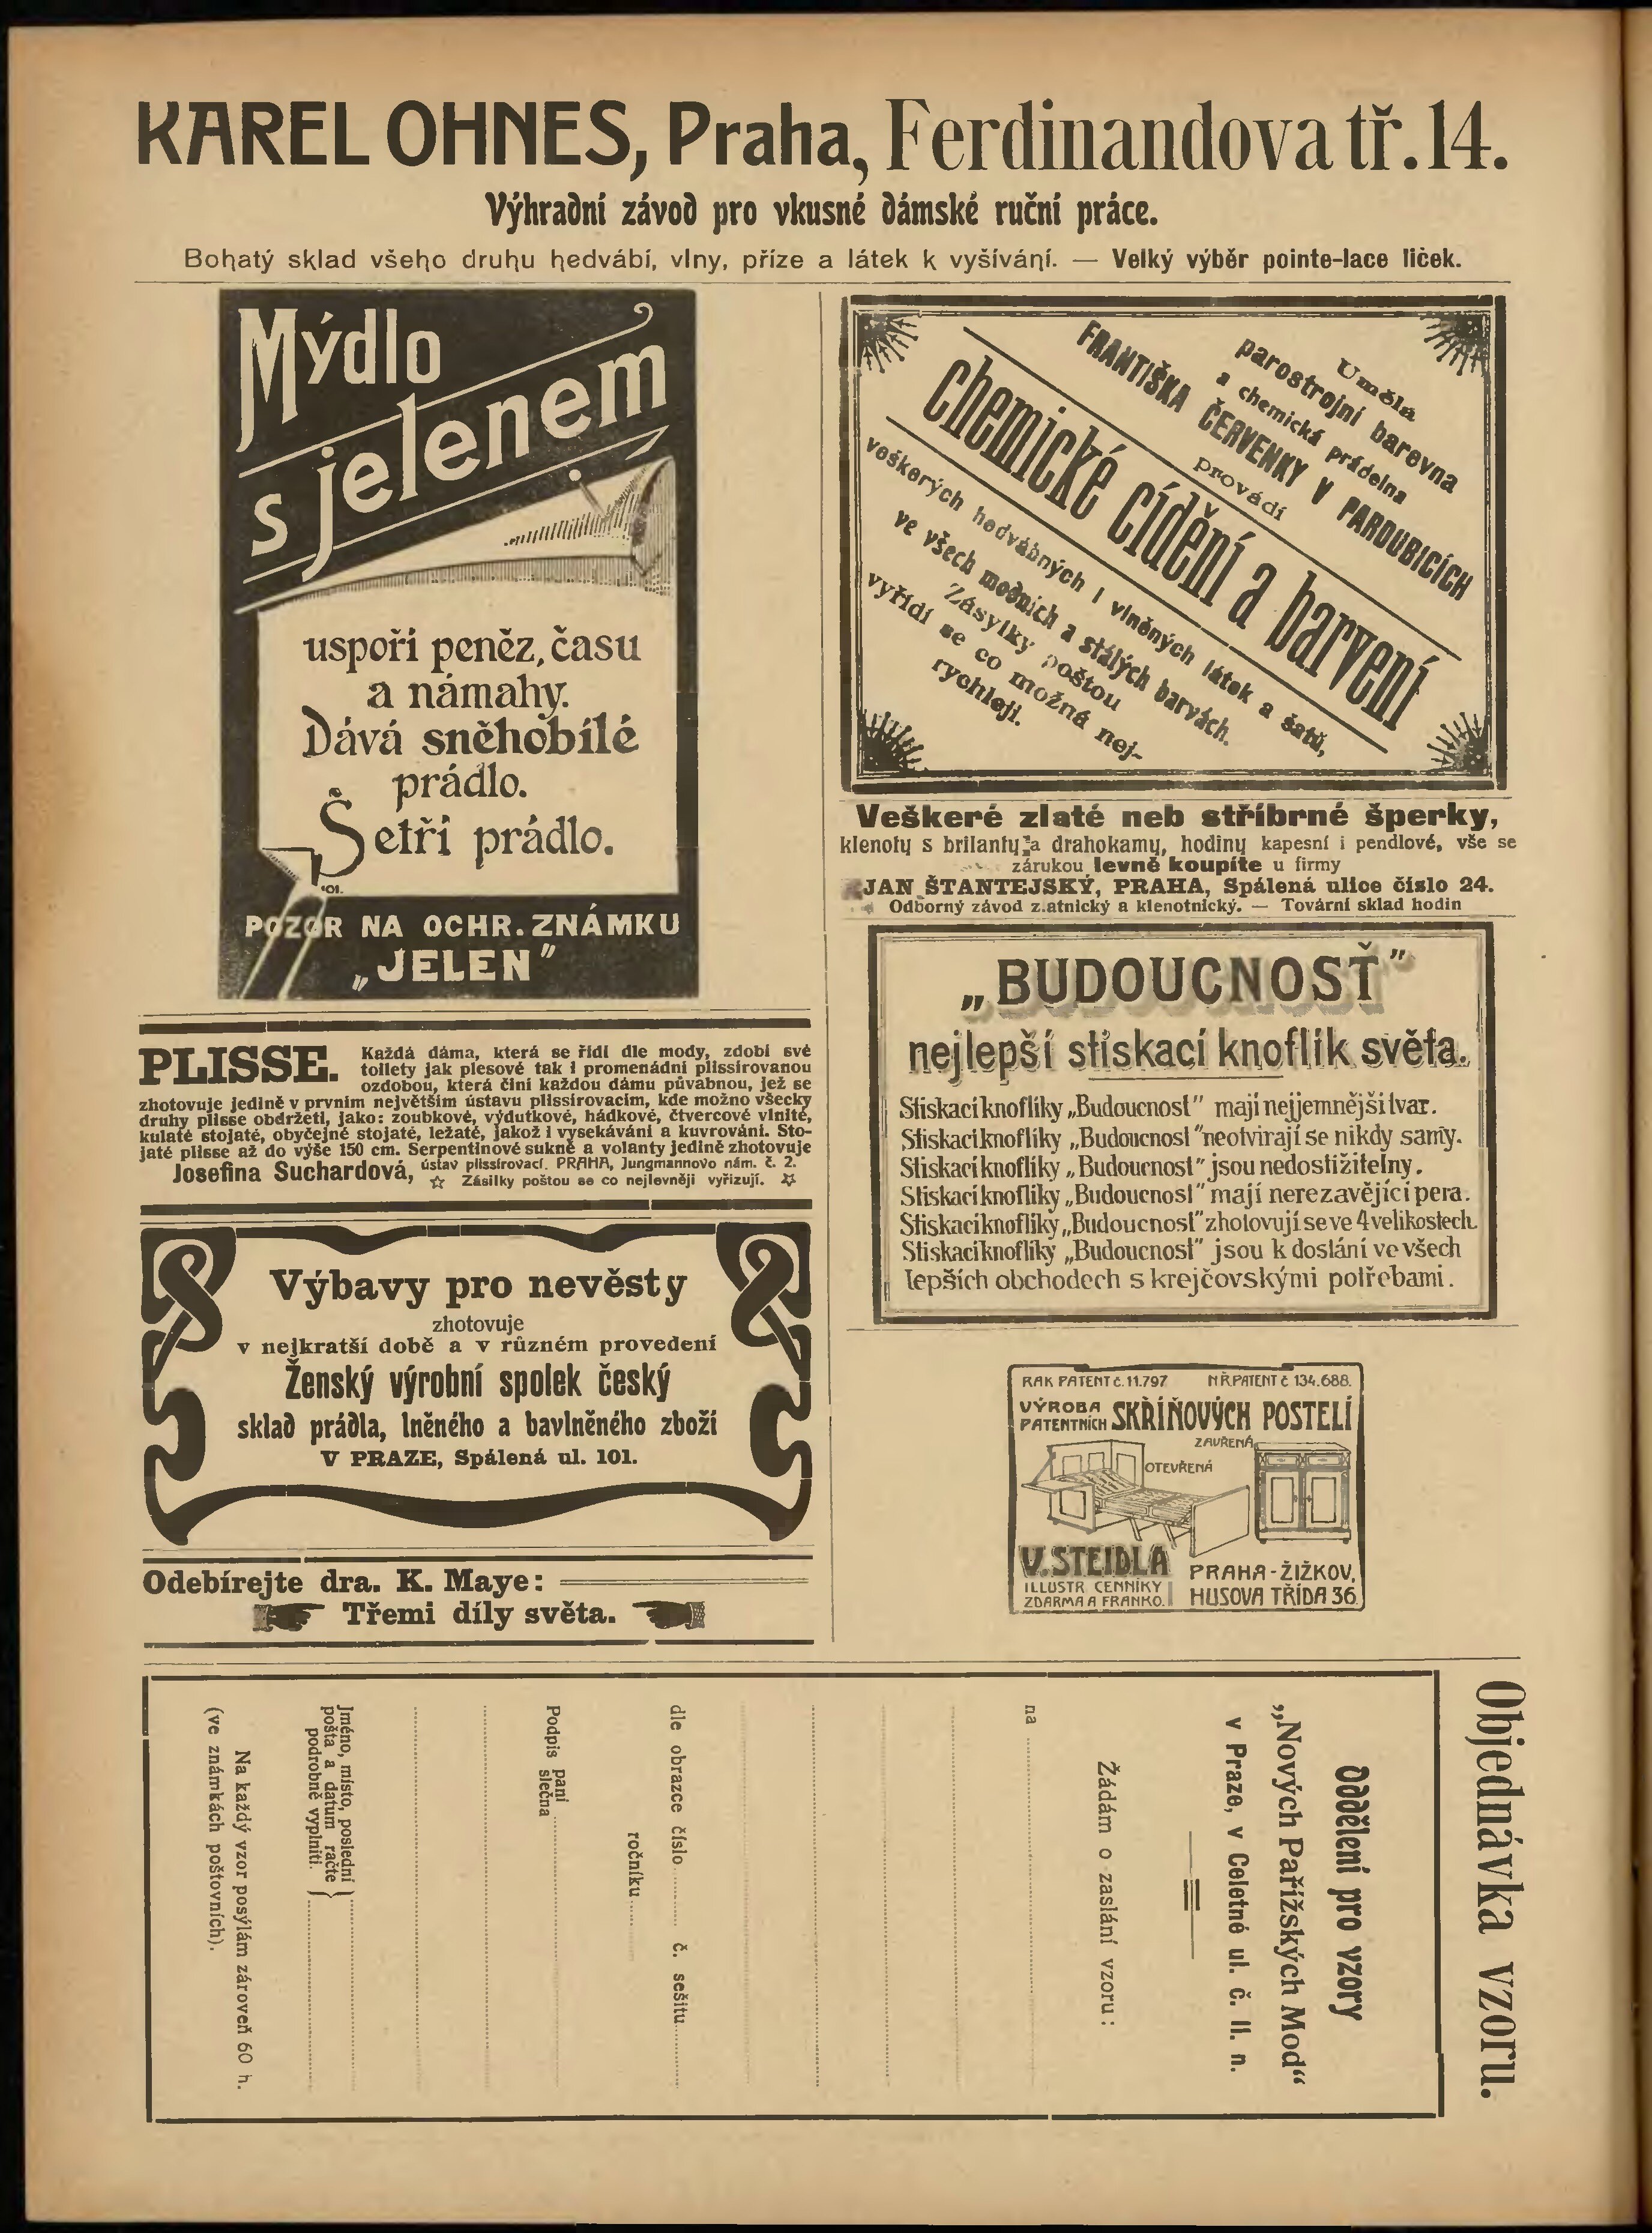 KAREL OHNES, Praha, Ferdinandova tř. 14.
Výhradní závod pro vkusné dámské ruční práce.
Bohatý sklad všeho druhu hedvábí, vlny, příze a látek k vyšívání. — Velký výběr pointe-lace liček.
Mýdlo
s jelenem
uspoří peněz, času
a námahy.
Dává sněhobílé
prádlo.
Šetří prádlo.
POZOR NA OCHR. ZNÁMKU
„JELEN"
PLISSE. Každá dáma, která se řídí dle mody, zdobí své
toilety jak plesové tak i promenádní plissírovanou
ozdobou, která činí každou dámu půvabnou, jež se
zhotovuje jedině v prvním největším ústavu plissírovacím, kde možno všecky
druhy plisse obdržeti, jako: zoubkové, výdutkové, hádkové, čtvercové vlnité,
kulaté stojaté, obyčejné stojaté, ležaté, jakož i vysekávání a kuvrování. Sto-
jaté plisse až do výše 150 cm. Serpentinové sukně a volanty jedině zhotovuje
Josefina Suchardová, ústav plissírovací. PRAHA, Jungmannovo nám. č. 2.
☆ Zásilky poštou se co nejlevněji vyřizují. ☆
Výbavy pro nevěsty
zhotovuje
v nejkratší době a v různém provedení
Ženský výrobní spolek český
sklad prádla, lněného a bavlněného zboží
V PRAZE, Spálená ul. 101.
Odebírejte dra. K. Maye:
Třemi díly světa.
Uměla
parostrojní barevna
a chemická prádelna
FRANTIŠKA ČERVENKY V PARDUBICÍCH
provádí
chemické cídění a barvení
veškerých hedvábných i vlněných látek a šatů,
ve všech modních a stálých barvách.
Zásylky poštou
vyřídí se co možná nej-
rychleji.
Veškeré zlaté neb stříbrné šperky,
klenoty s brilanty a drahokamy, hodiny kapesní i pendlové, vše se
zárukou levně koupíte u firmy
JAN ŠTANTEJSKÝ, PRAHA, Spálená ulice číslo 24.
Odborný závod zlatnický a klenotnický. — Tovární sklad hodin
„BUDOUCNOSŤ"
nejlepší stiskací knoflík světa.
Stiskací knoflíky „Budoucnost" mají nejjemnější tvar.
Stiskací knoflíky „Budoucnost" neotvírají se nikdy samy.
Stiskací knoflíky „Budoucnost" jsou nedostižitelny.
Stiskací knoflíky „Budoucnost" mají nerezavějící pera.
Stiskací knoflíky „Budoucnost" zhotovují se ve 4 velikostech.
Stiskací knoflíky „Budoucnost" jsou k dostání ve všech
lepších obchodech s krejčovskými potřebami.
RAK PATENT č. 11.797 NĚ.PATENT č 134.688.
VÝROBA
PATENTNÍCH SKŘÍŇOVÝCH POSTELÍ
ZAVŘENÁ
OTEVŘENÁ
V. STEIDLA
ILLUSTR CENNÍKY
ZDARMA A FRANKO.
PRAHA-ŽIŽKOV,
HUSOVA TŘÍDA 36.
Objednávka vzoru.
Oddělení pro vzory
„Nových Pařížských Mod“
v Praze, v Celetné ul. č. 11. n.
Žádám o zaslání vzoru:
na
dle obrazce číslo č. sešitu
ročníku
Podpis paní
slečna
Jméno, místo, poslední
pošta a datum račte
podrobně vyplniti. }
Na každý vzor posýlám zároveň 60 h.
(ve známkách poštovních).